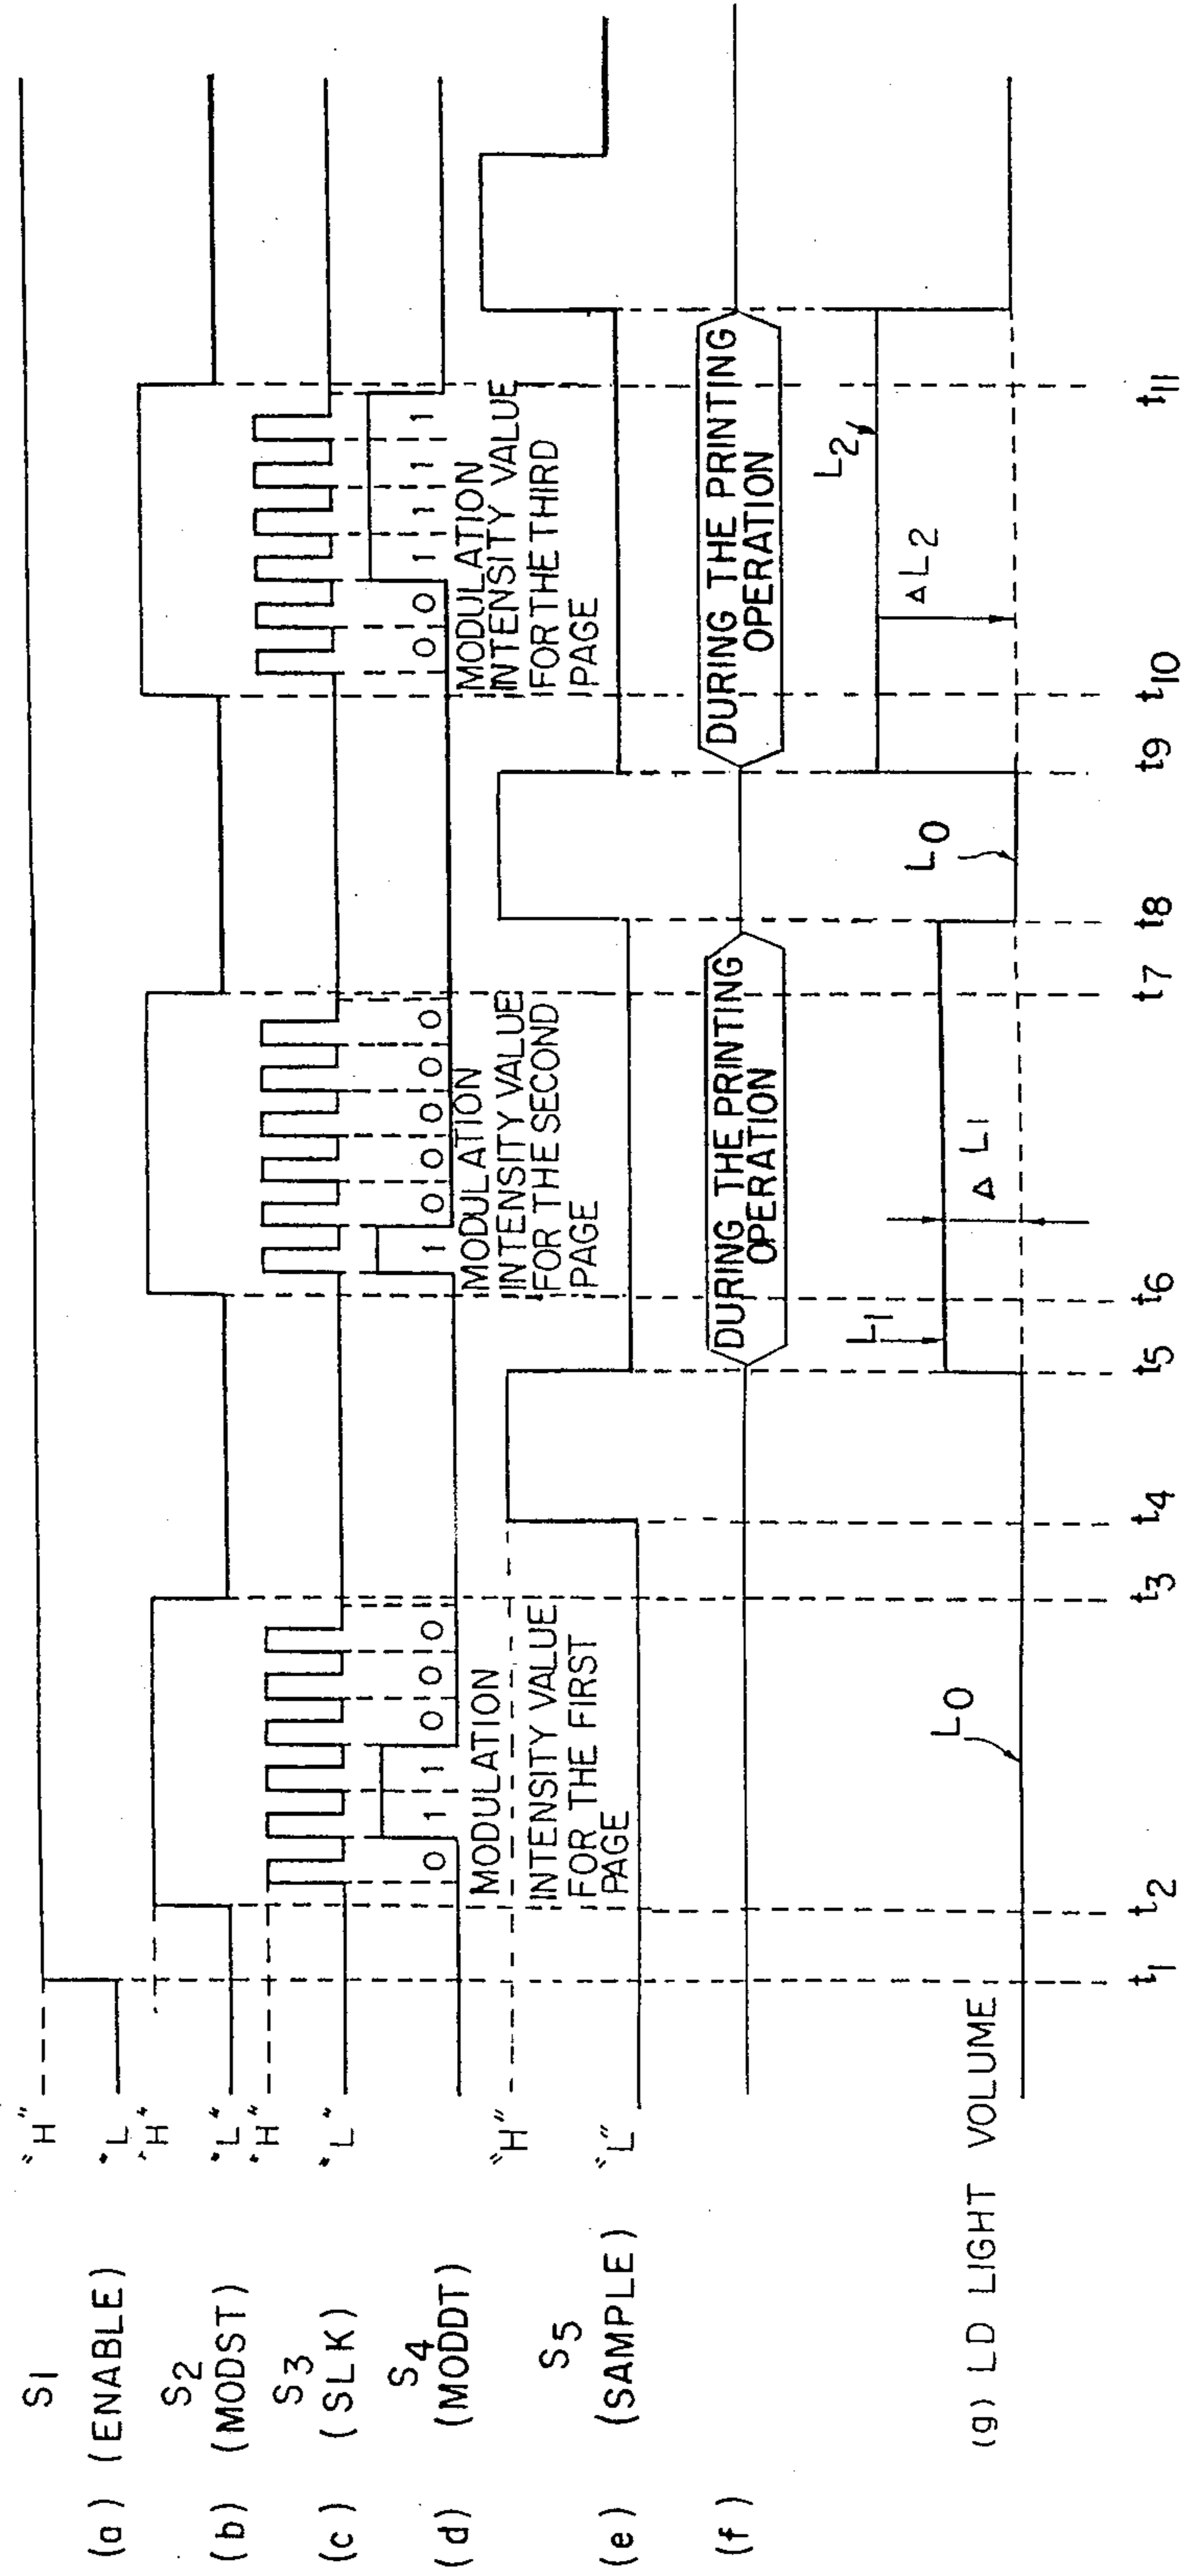 S1
(a) (ENABLE)
"H"
"L"
S2
(b) (MODST)
"H"
"L"
S3
(c) (SLK)
"H"
"L"
S4
(d) (MODDT)
0 1 1 0 0 0
MODULATION
INTENSITY VALUE
FOR THE FIRST
PAGE
1 0 0 0 0 0
MODULATION
INTENSITY VALUE
FOR THE SECOND
PAGE
0 0 1 1 1 1
MODULATION
INTENSITY VALUE
FOR THE THIRD
PAGE
S5
(e) (SAMPLE)
"H"
"L"
(f)
DURING THE PRINTING
OPERATION
DURING THE PRINTING
OPERATION
(g) LD LIGHT VOLUME
L0
L1
Δ L1
L0
Δ L2
L2
t1 t2 t3 t4 t5 t6 t7 t8 t9 t10 t11